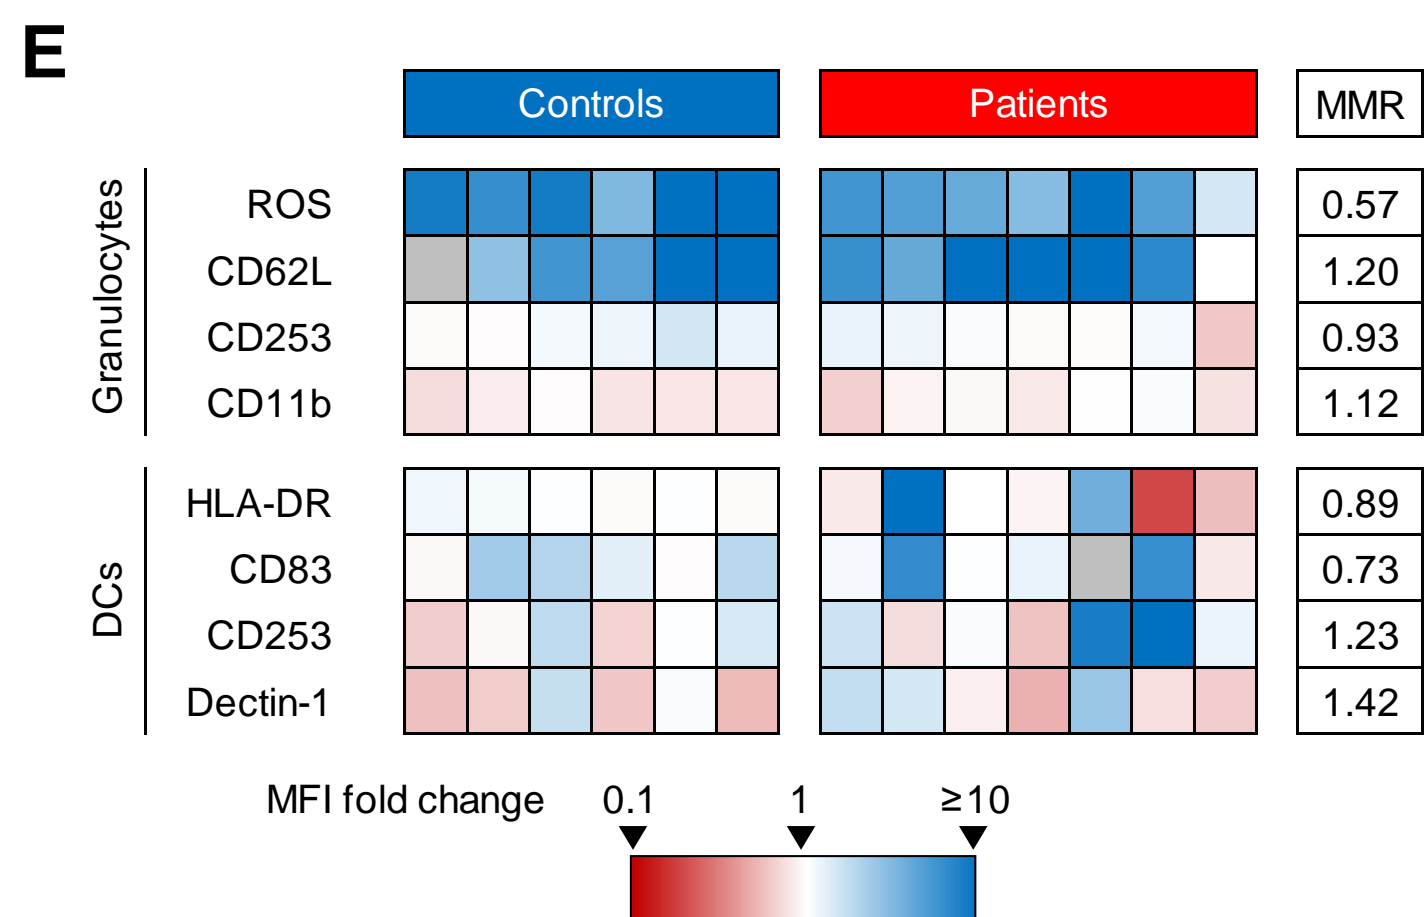 E
Controls Patients MMR
Granulocytes
ROS 0.57
CD62L 1.20
CD253 0.93
CD11b 1.12
DCs
HLA-DR 0.89
CD83 0.73
CD253 1.23
Dectin-1 1.42
MFI fold change 0.1 1 ≥10